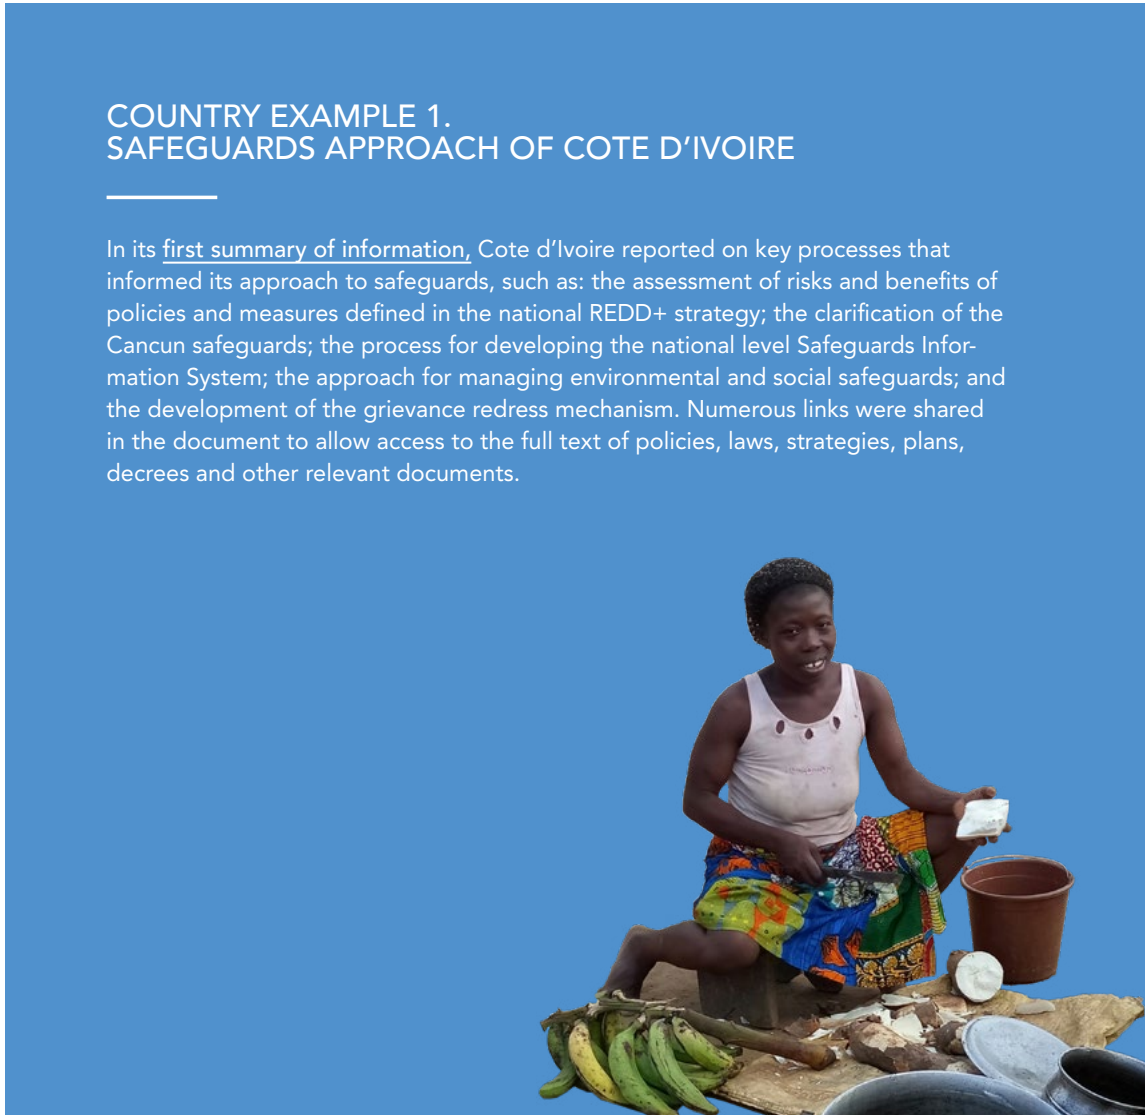 COUNTRY EXAMPLE 1.
SAFEGUARDS APPROACH OF COTE D’IVOIRE
In its first summary of information, Cote d’Ivoire reported on key processes that
informed its approach to safeguards, such as: the assessment of risks and benefits of
policies and measures defined in the national REDD+ strategy; the clarification of the
Cancun safeguards; the process for developing the national level Safeguards Infor-
mation System; the approach for managing environmental and social safeguards; and
the development of the grievance redress mechanism. Numerous links were shared
in the document to allow access to the full text of policies, laws, strategies, plans,
decrees and other relevant documents.